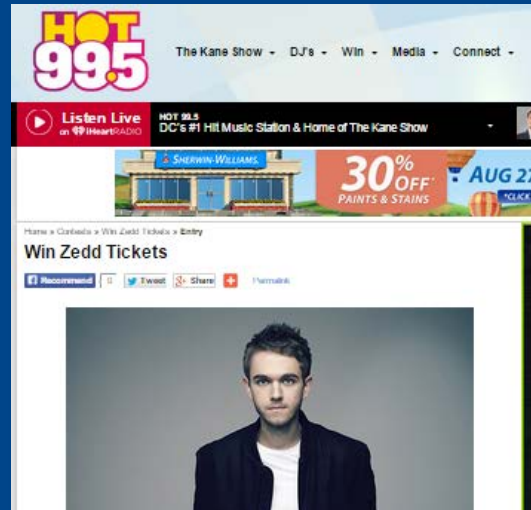 HOT
99.5
The Kane Show DJ's Win Media Connect
Listen Live
on iHeartRADIO
HOT 99.5
DC's #1 Hit Music Station & Home of The Kane Show
SHERWIN-WILLIAMS.
30% OFF*
PAINTS & STAINS
AUG 27
*CLICK
Home » Contests » Win Zedd Tickets » Entry
Win Zedd Tickets
Recommend 0 Tweet Share Permalink